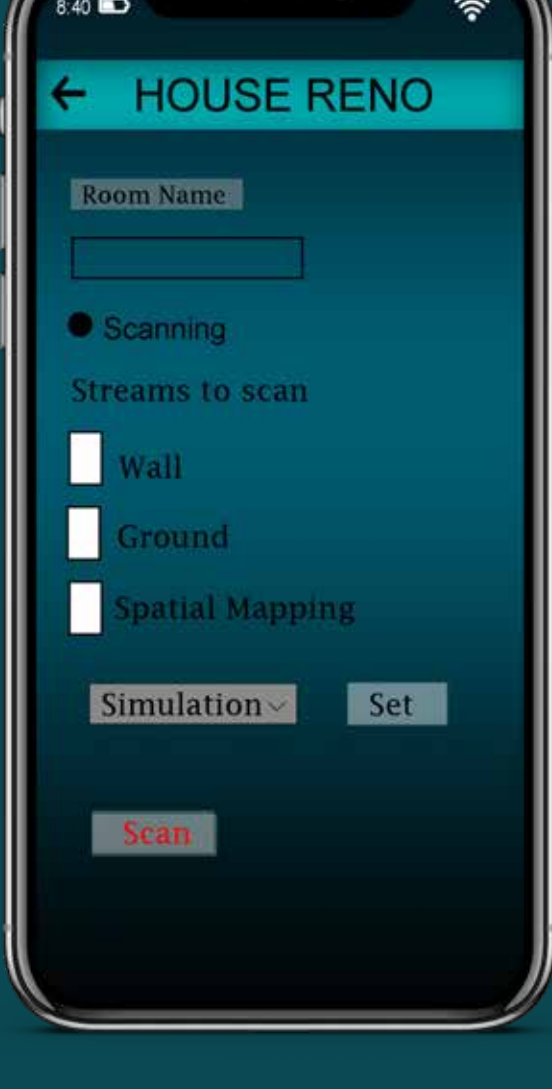 8:40
HOUSE RENO
Room Name
Scanning
Streams to scan
Wall
Ground
Spatial Mapping
Simulation Set
Scan